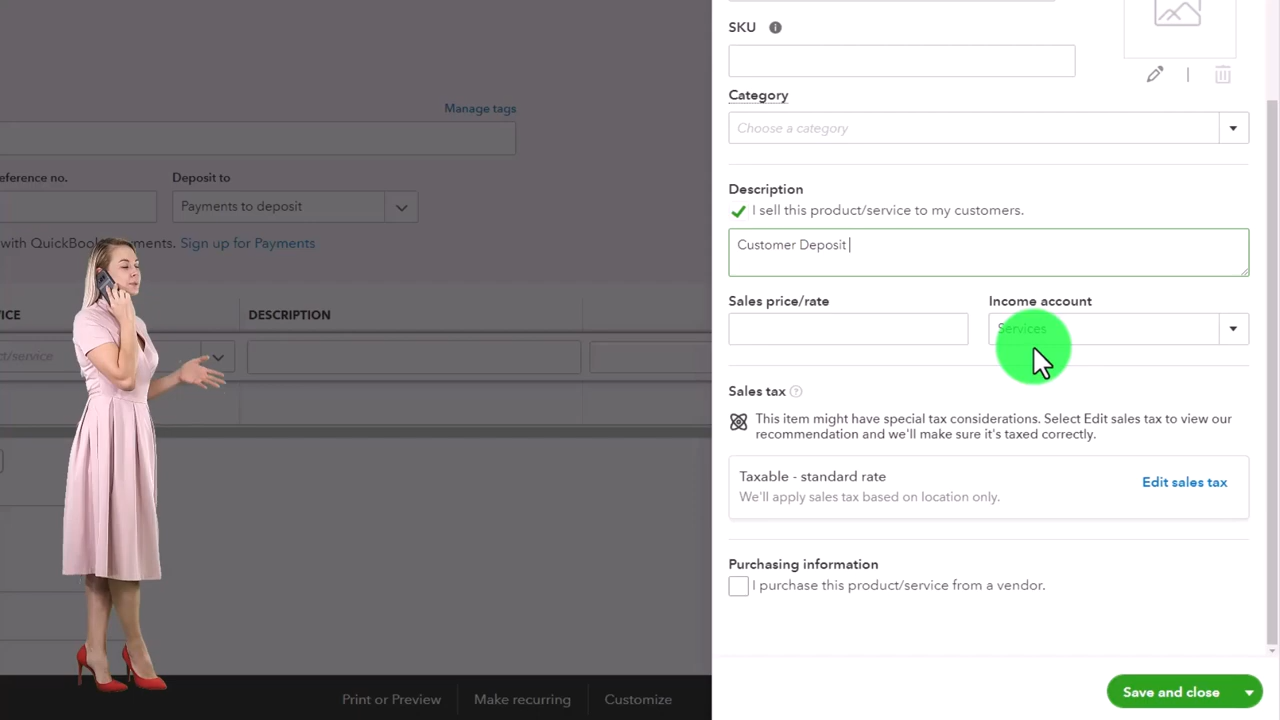 SKU
Manage tags
Category
Choose a category
eference no.
Deposit to
Payments to deposit
Description
I sell this product/service to my customers.
with QuickBook yments. Sign up for Payments
Customer Deposit
Sales price/rate
Income account
Services
ICE
DESCRIPTION
ct/service
Sales tax
This item might have special tax considerations. Select Edit sales tax to view our
recommendation and we'll make sure it's taxed correctly.
Taxable - standard rate
Edit sales tax
We'll apply sales tax based on location only.
Purchasing information
I purchase this product/service from a vendor.
Print or Preview
Make recurring
Customize
Save and close